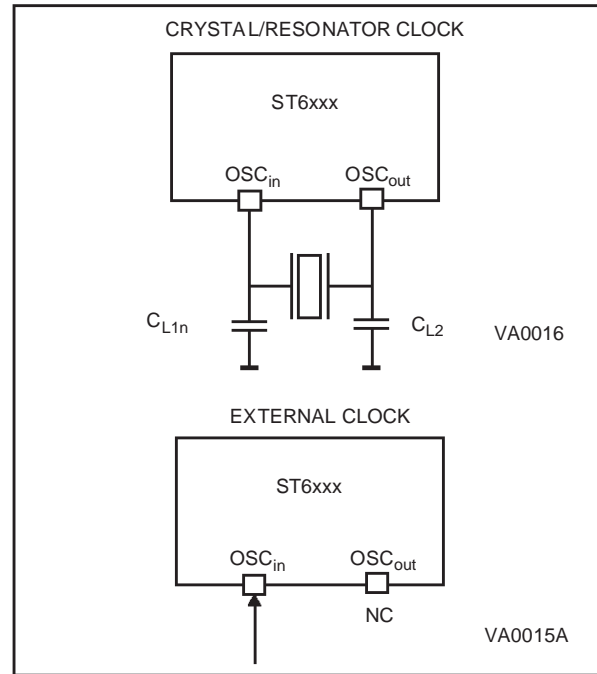 CRYSTAL/RESONATOR CLOCK
ST6xxx
OSCin OSCout
CL1n CL2 VA0016
EXTERNAL CLOCK
ST6xxx
OSCin OSCout
NC
VA0015A